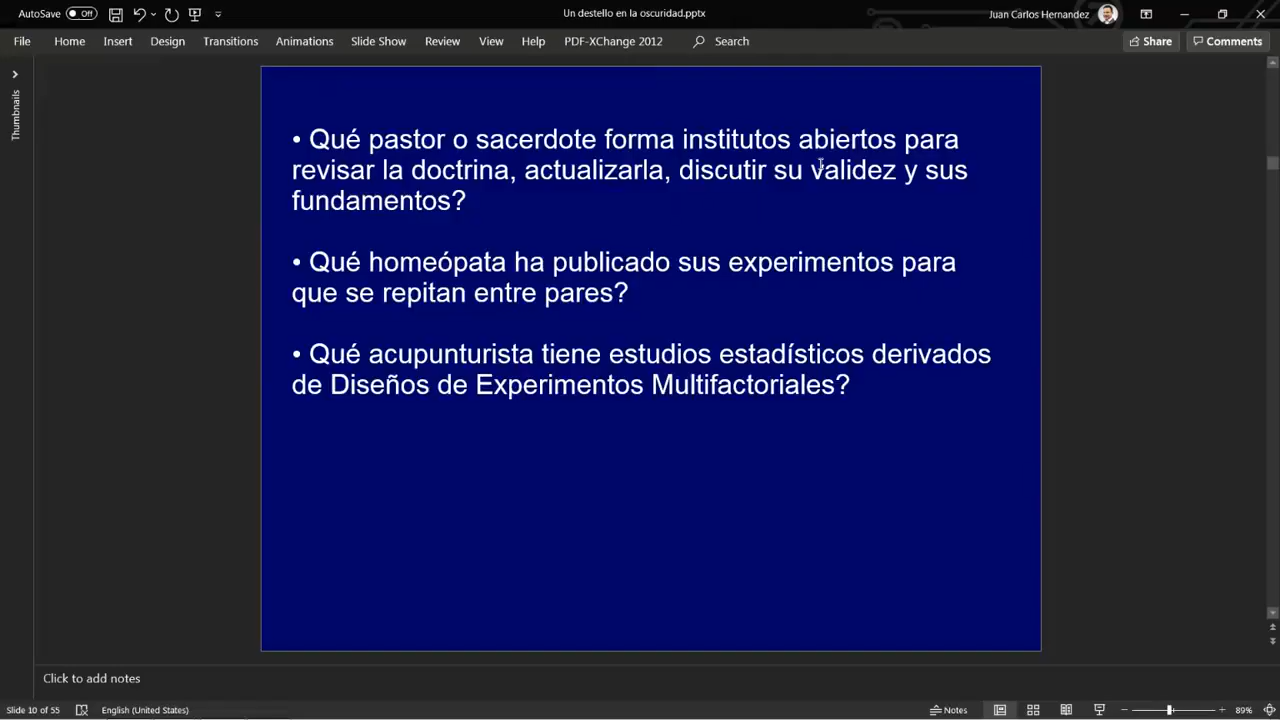 AutoSave Off Un destello en la oscuridad.pptx Juan Carlos Hernandez
File Home Insert Design Transitions Animations Slide Show Review View Help PDF-XChange 2012 Search Share Comments
Thumbnails
• Qué pastor o sacerdote forma institutos abiertos para
revisar la doctrina, actualizarla, discutir su validez y sus
fundamentos?
• Qué homeópata ha publicado sus experimentos para
que se repitan entre pares?
• Qué acupunturista tiene estudios estadísticos derivados
de Diseños de Experimentos Multifactoriales?
Click to add notes
Slide 10 of 55 English (United States) Notes 89%